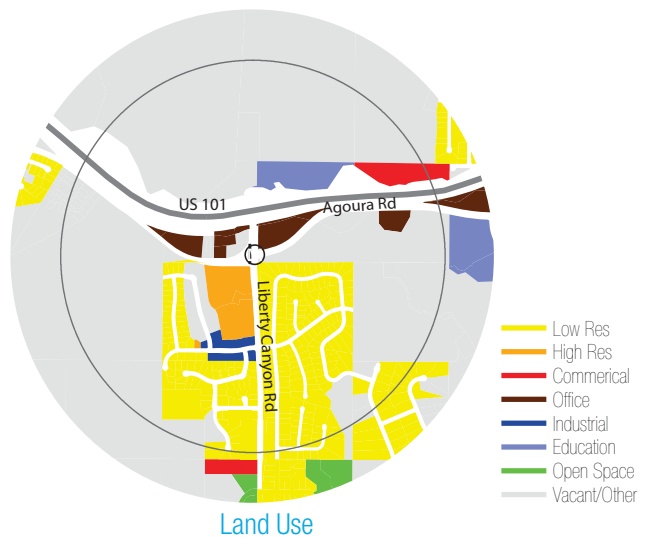 US 101
Agoura Rd
Liberty Canyon Rd
Low Res
High Res
Commerical
Office
Industrial
Education
Open Space
Vacant/Other
Land Use